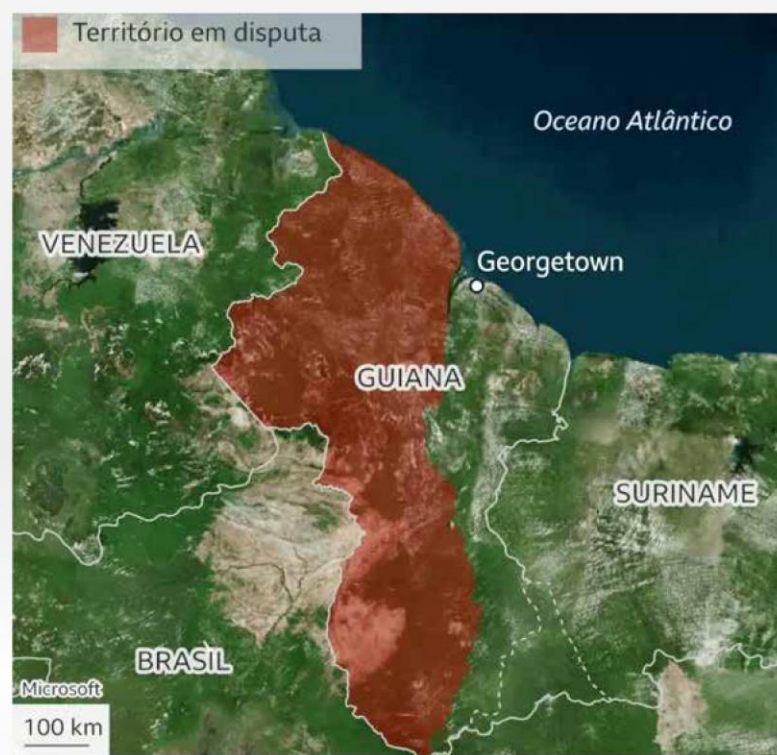 Território em disputa
Oceano Atlântico
VENEZUELA
Georgetown
GUIANA
SURINAME
BRASIL
Microsoft
100 km